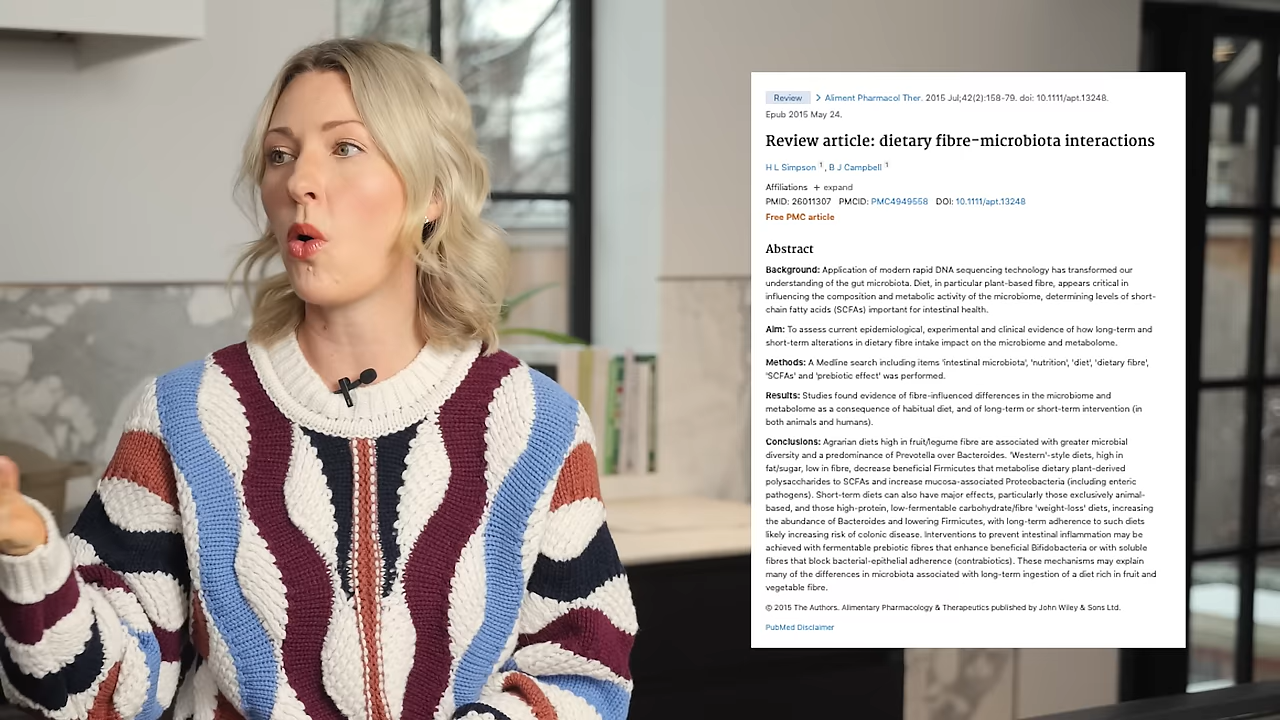 Review > Aliment Pharmacol Ther. 2015 Jul;42(2):158-79. doi: 10.1111/apt.13248.
Epub 2015 May 24.
Review article: dietary fibre-microbiota interactions
H L Simpson 1, B J Campbell 1
Affiliations + expand
PMID: 26011307 PMCID: PMC4949558 DOI: 10.1111/apt.13248
Free PMC article
Abstract
Background: Application of modern rapid DNA sequencing technology has transformed our
understanding of the gut microbiota. Diet, in particular plant-based fibre, appears critical in
influencing the composition and metabolic activity of the microbiome, determining levels of short-
chain fatty acids (SCFAs) important for intestinal health.
Aim: To assess current epidemiological, experimental and clinical evidence of how long-term and
short-term alterations in dietary fibre intake impact on the microbiome and metabolome.
Methods: A Medline search including items 'intestinal microbiota', 'nutrition', 'diet', 'dietary fibre',
'SCFAs' and 'prebiotic effect' was performed.
Results: Studies found evidence of fibre-influenced differences in the microbiome and
metabolome as a consequence of habitual diet, and of long-term or short-term intervention (in
both animals and humans).
Conclusions: Agrarian diets high in fruit/legume fibre are associated with greater microbial
diversity and a predominance of Prevotella over Bacteroides. 'Western'-style diets, high in
fat/sugar, low in fibre, decrease beneficial Firmicutes that metabolise dietary plant-derived
polysaccharides to SCFAs and increase mucosa-associated Proteobacteria (including enteric
pathogens). Short-term diets can also have major effects, particularly those exclusively animal-
based, and those high-protein, low-fermentable carbohydrate/fibre 'weight-loss' diets, increasing
the abundance of Bacteroides and lowering Firmicutes, with long-term adherence to such diets
likely increasing risk of colonic disease. Interventions to prevent intestinal inflammation may be
achieved with fermentable prebiotic fibres that enhance beneficial Bifidobacteria or with soluble
fibres that block bacterial-epithelial adherence (contrabiotics). These mechanisms may explain
many of the differences in microbiota associated with long-term ingestion of a diet rich in fruit and
vegetable fibre.
© 2015 The Authors. Alimentary Pharmacology & Therapeutics published by John Wiley & Sons Ltd.
PubMed Disclaimer